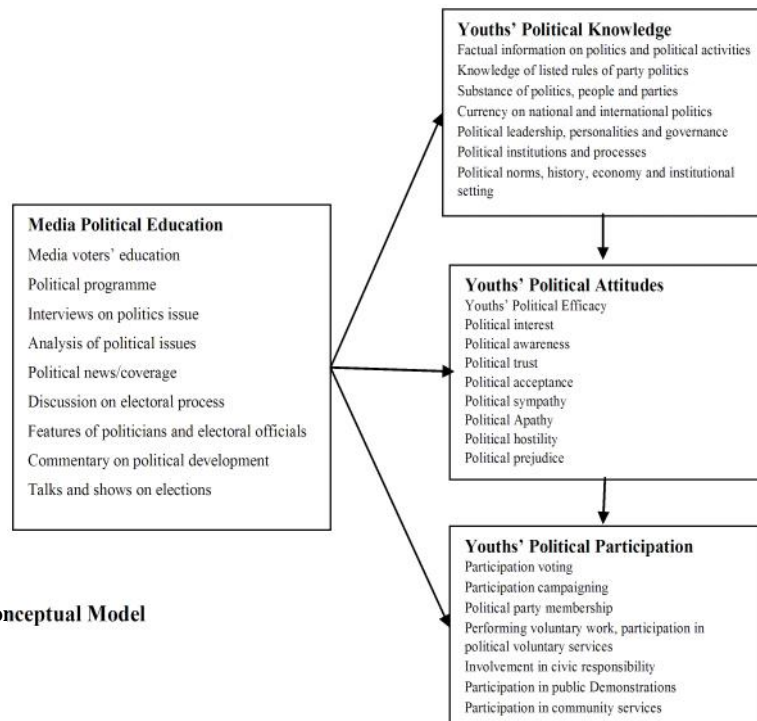 Youths’ Political Knowledge
Factual information on politics and political activities
Knowledge of listed rules of party politics
Substance of politics, people and parties
Currency on national and international politics
Political leadership, personalities and governance
Political institutions and processes
Political norms, history, economy and institutional
setting
Media Political Education
Media voters’ education
Political programme
Interviews on politics issue
Analysis of political issues
Political news/coverage
Discussion on electoral process
Features of politicians and electoral officials
Commentary on political development
Talks and shows on elections
Youths’ Political Attitudes
Youths’ Political Efficacy
Political interest
Political awareness
Political trust
Political acceptance
Political sympathy
Political Apathy
Political hostility
Political prejudice
Youths’ Political Participation
Participation voting
Participation campaigning
Political party membership
Performing voluntary work, participation in
political voluntary services
Involvement in civic responsibility
Participation in public Demonstrations
Participation in community services
onceptual Model